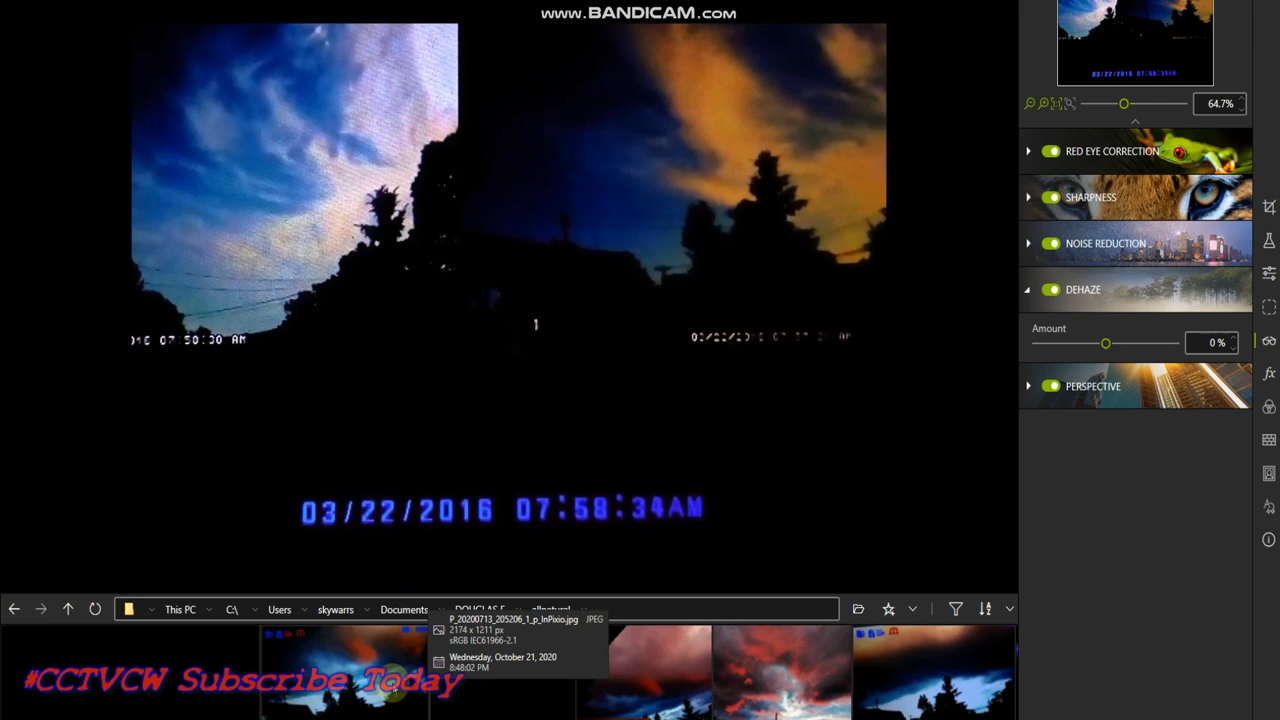 www.BANDICAM.com
64.7%
RED EYE CORRECTION
SHARPNESS
NOISE REDUCTION
DEHAZE
Amount
0 %
PERSPECTIVE
016 07:50:00 AM
03/22/2016 07:58:34AM
This PC
C:\
Users
skywarrs
Documents
P_20200713_205206_1_p_InPixio.jpg JPEG
2174 x 1211 px
sRGB IEC61966-2.1
Wednesday, October 21, 2020
8:48:02 PM
#CCTVCW Subscribe Today